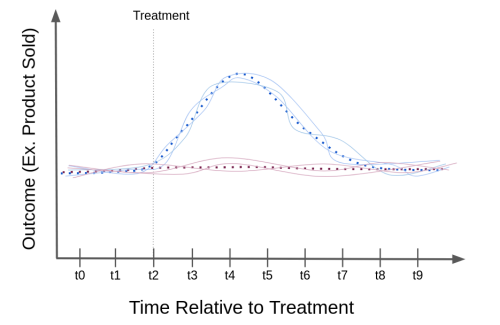 Treatment
Outcome (Ex. Product Sold)
t0 t1 t2 t3 t4 t5 t6 t7 t8 t9
Time Relative to Treatment